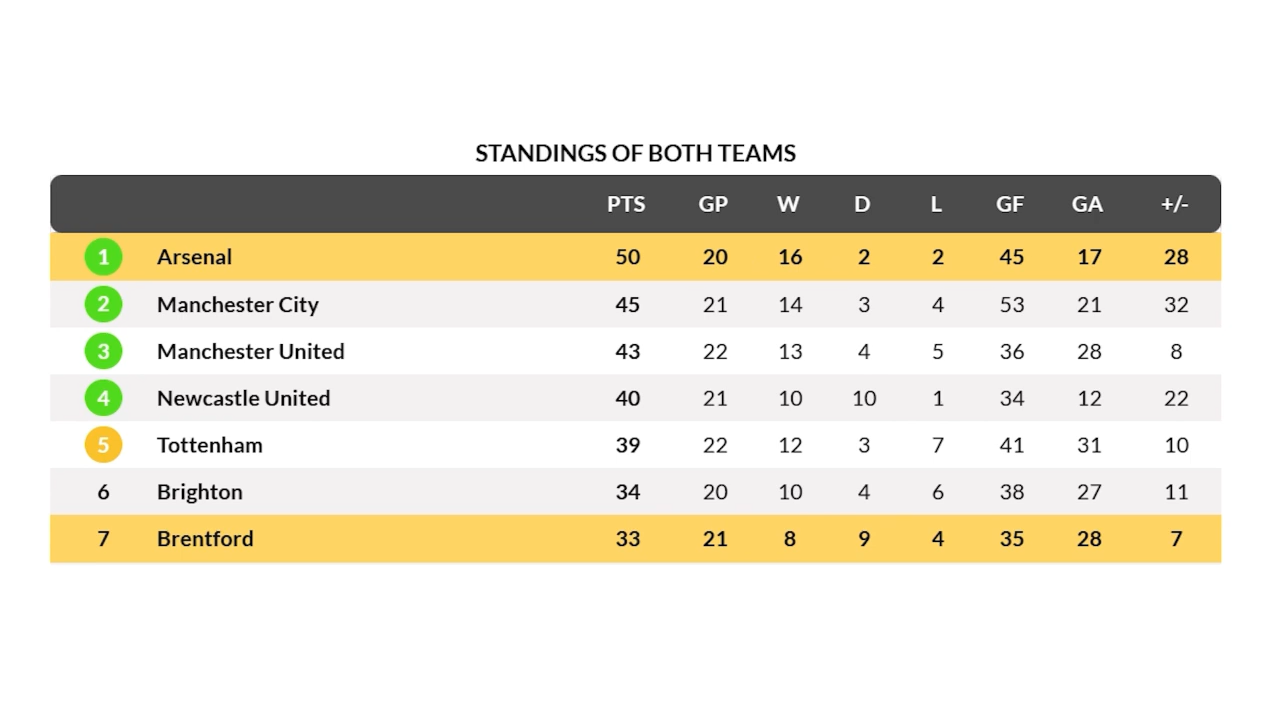 STANDINGS OF BOTH TEAMS
PTS GP W D L GF GA +/-
1 Arsenal 50 20 16 2 2 45 17 28
2 Manchester City 45 21 14 3 4 53 21 32
3 Manchester United 43 22 13 4 5 36 28 8
4 Newcastle United 40 21 10 10 1 34 12 22
5 Tottenham 39 22 12 3 7 41 31 10
6 Brighton 34 20 10 4 6 38 27 11
7 Brentford 33 21 8 9 4 35 28 7